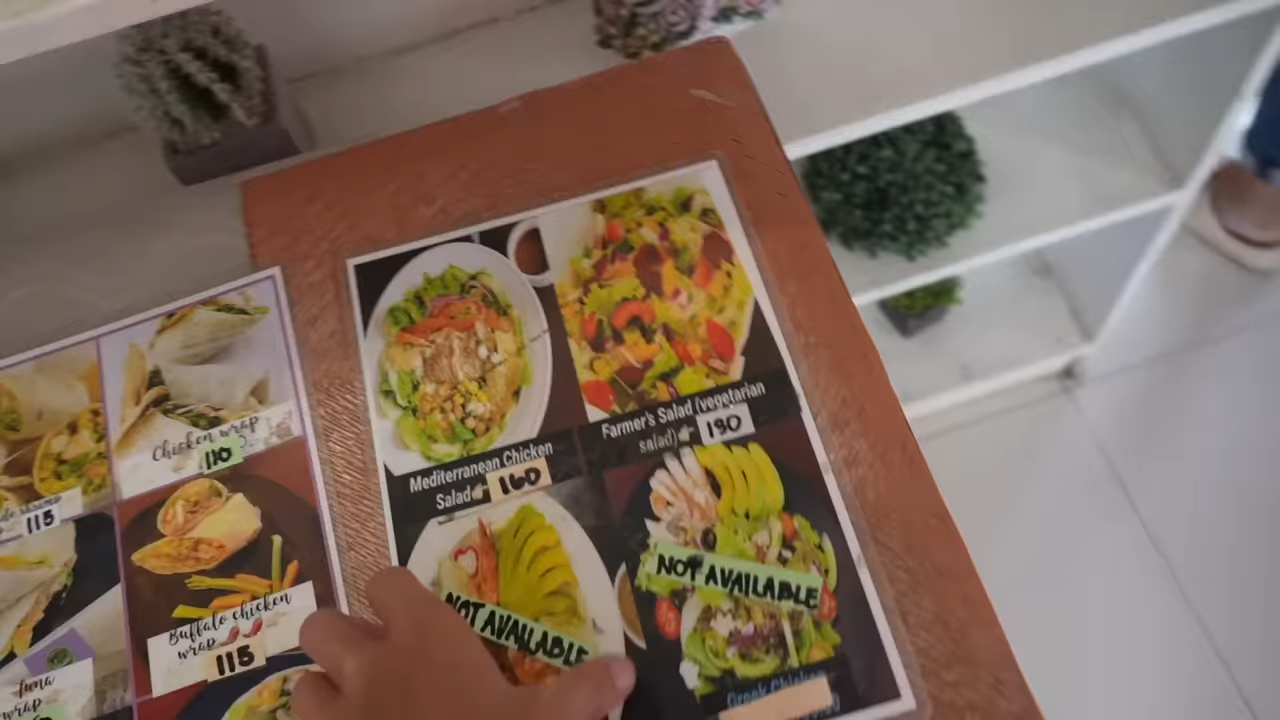 Chicken wrap
110
115
Buffalo chicken
wrap
115
tuna
wrap
Mediterranean Chicken
Salad
160
Farmer's Salad (vegetarian
salad)
130
NOT AVAILABLE
NOT AVAILABLE
Greek Chicken